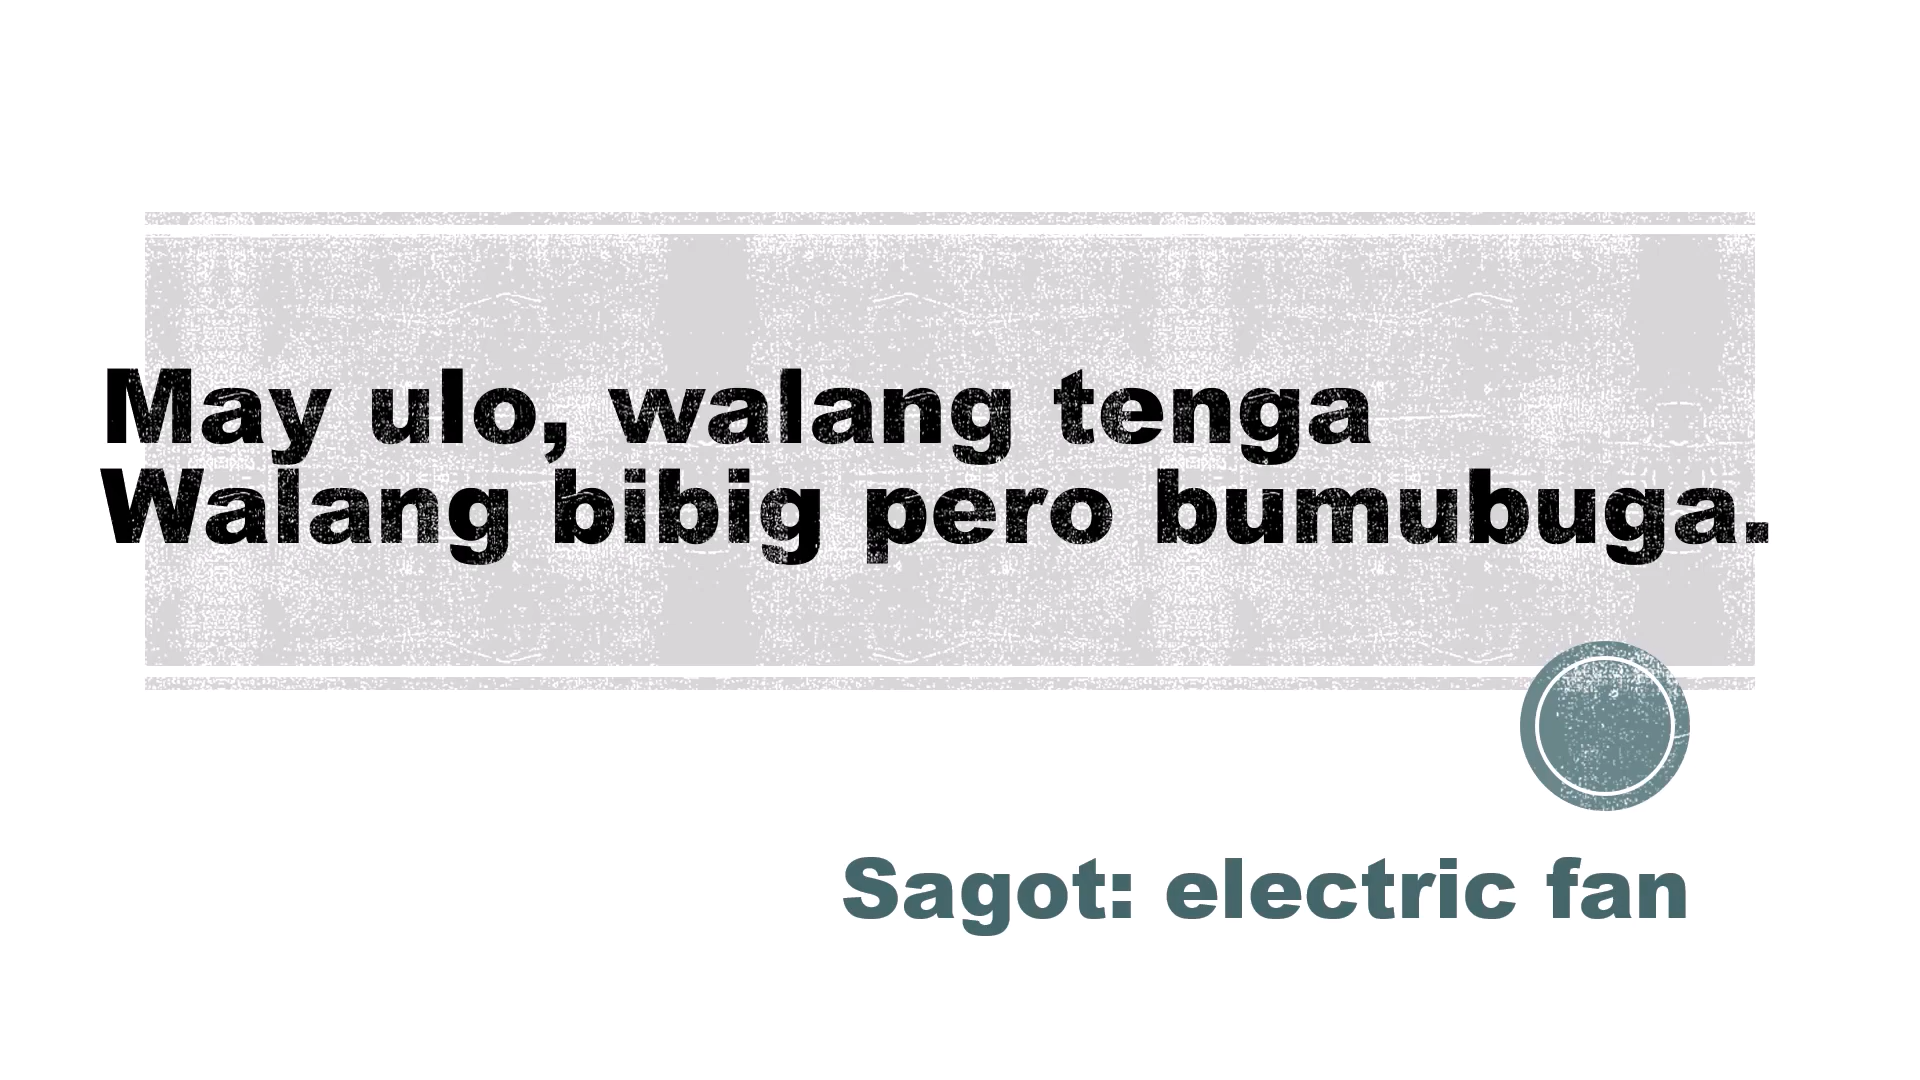 May ulo, walang tenga
Walang bibig pero bumubuga.
Sagot: electric fan